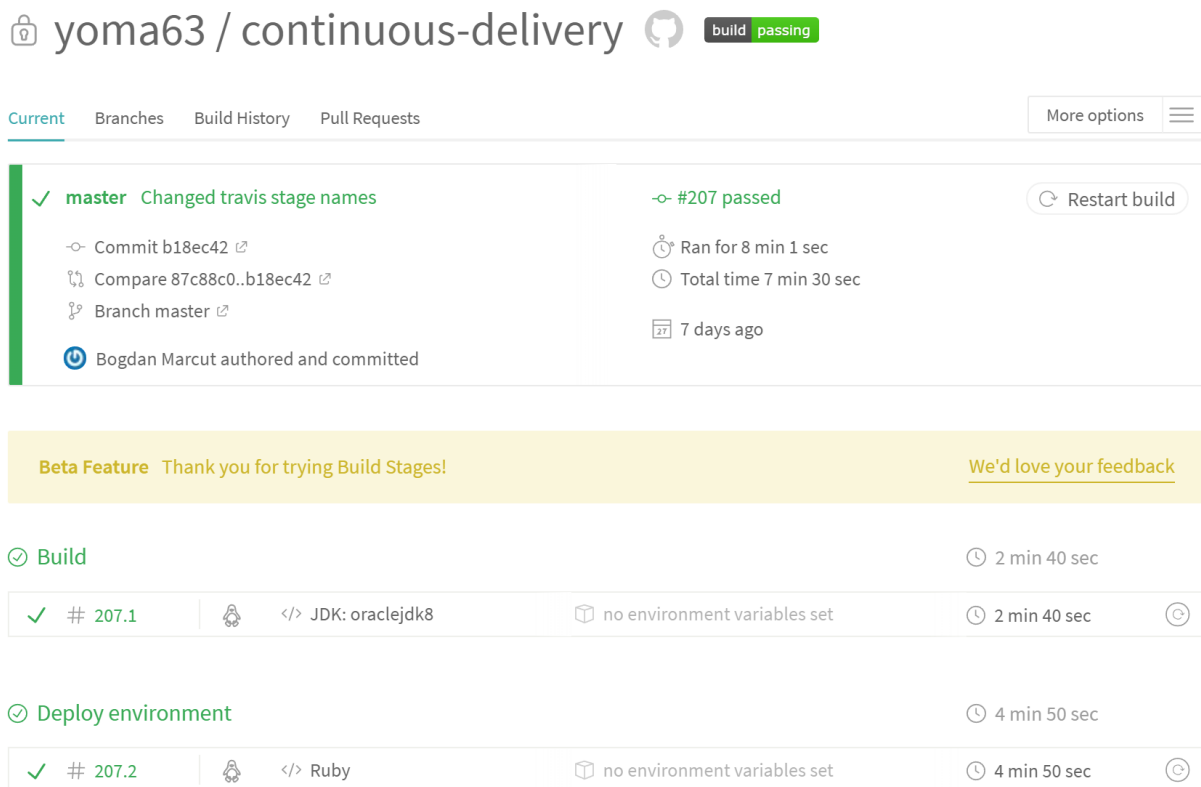 yoma63 / continuous-delivery build passing
Current Branches Build History Pull Requests More options
master Changed travis stage names #207 passed Restart build
Commit b18ec42 Ran for 8 min 1 sec
Compare 87c88c0..b18ec42 Total time 7 min 30 sec
Branch master
27 7 days ago
Bogdan Marcut authored and committed
Beta Feature Thank you for trying Build Stages! We'd love your feedback
Build 2 min 40 sec
# 207.1 </> JDK: oraclejdk8 no environment variables set 2 min 40 sec
Deploy environment 4 min 50 sec
# 207.2 </> Ruby no environment variables set 4 min 50 sec